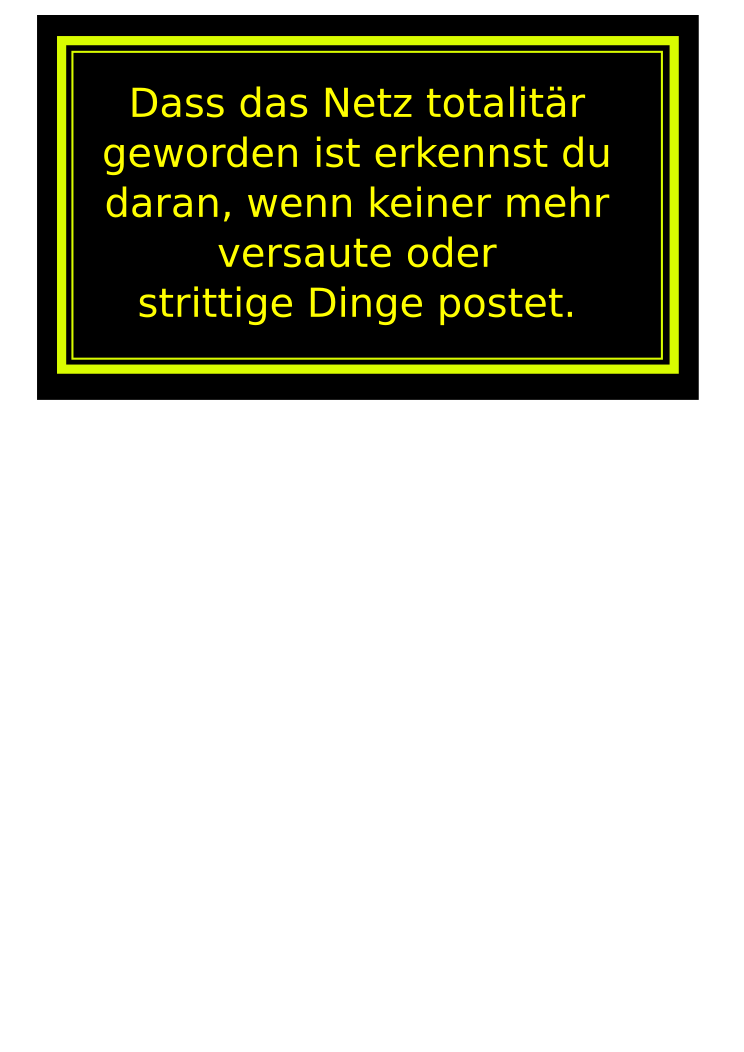 Dass das Netz totalitär
geworden ist erkennst du
daran, wenn keiner mehr
versaute oder
strittige Dinge postet.